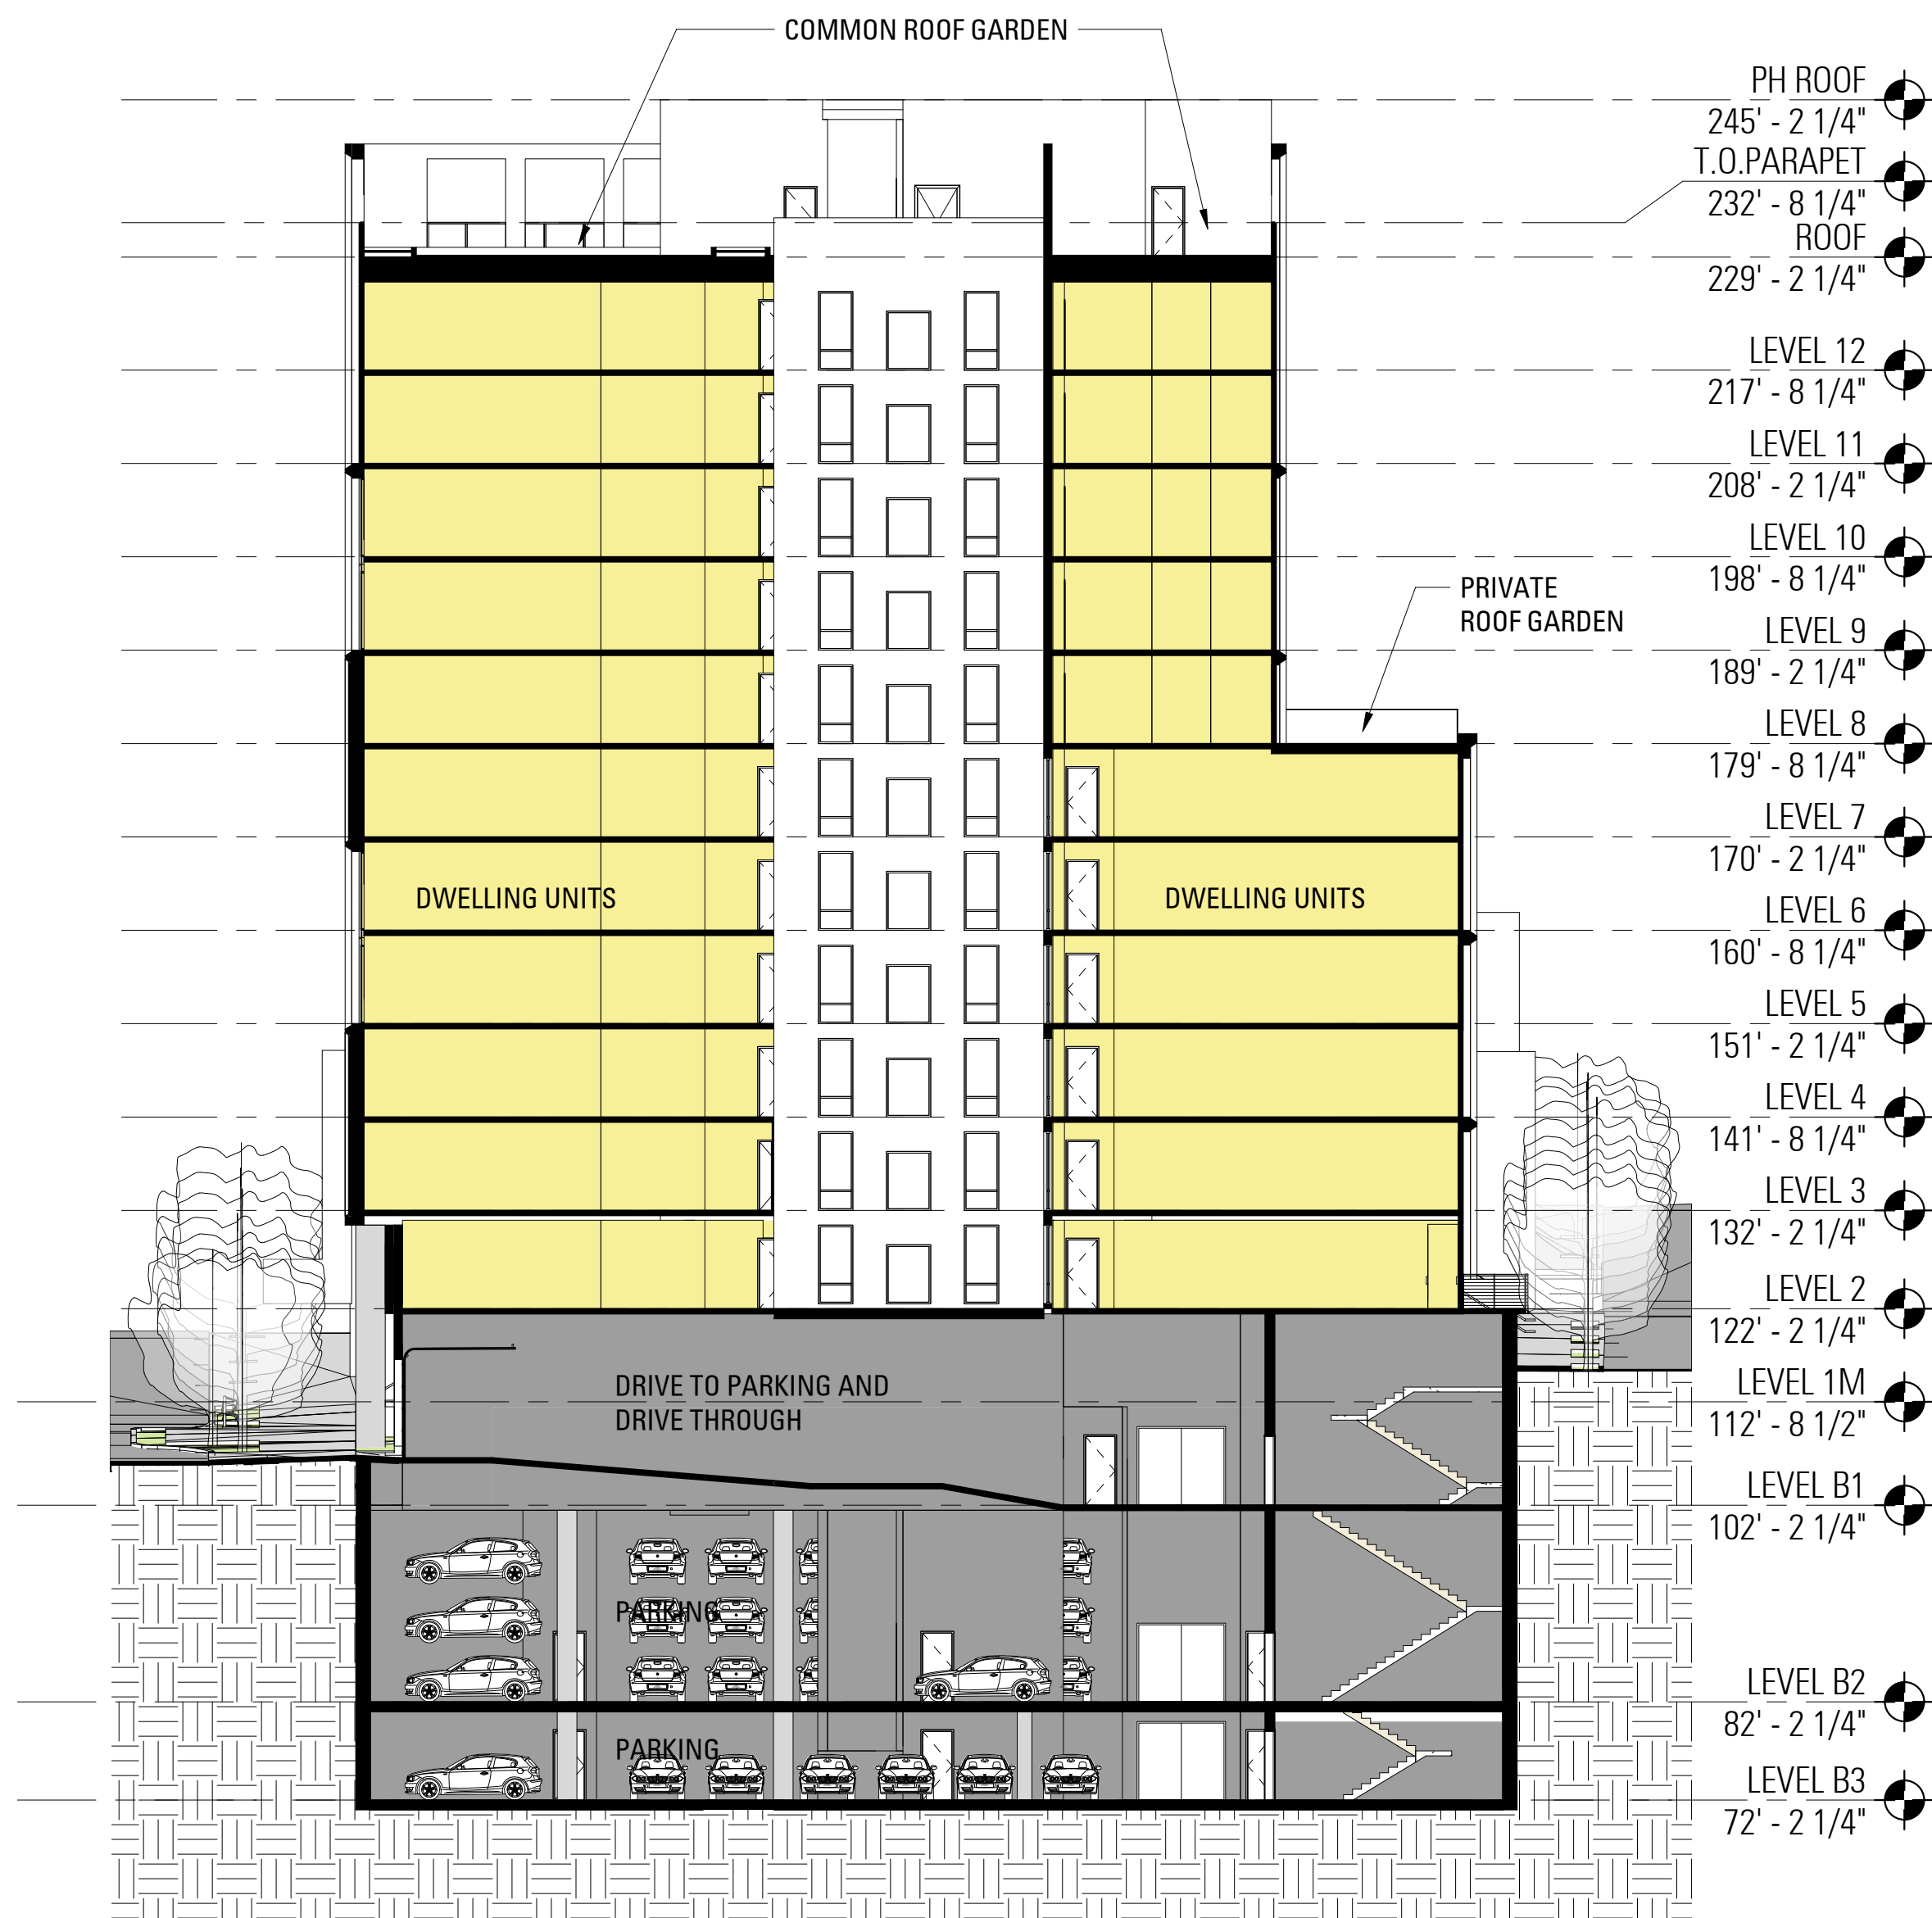 COMMON ROOF GARDEN
PH ROOF
245' - 2 1/4"
T.O.PARAPET
232' - 8 1/4"
ROOF
229' - 2 1/4"
LEVEL 12
217' - 8 1/4"
LEVEL 11
208' - 2 1/4"
LEVEL 10
198' - 8 1/4"
PRIVATE
ROOF GARDEN
LEVEL 9
189' - 2 1/4"
LEVEL 8
179' - 8 1/4"
LEVEL 7
170' - 2 1/4"
DWELLING UNITS
DWELLING UNITS
LEVEL 6
160' - 8 1/4"
LEVEL 5
151' - 2 1/4"
LEVEL 4
141' - 8 1/4"
LEVEL 3
132' - 2 1/4"
LEVEL 2
122' - 2 1/4"
DRIVE TO PARKING AND
DRIVE THROUGH
LEVEL 1M
112' - 8 1/2"
LEVEL B1
102' - 2 1/4"
PARKING
LEVEL B2
82' - 2 1/4"
PARKING
LEVEL B3
72' - 2 1/4"